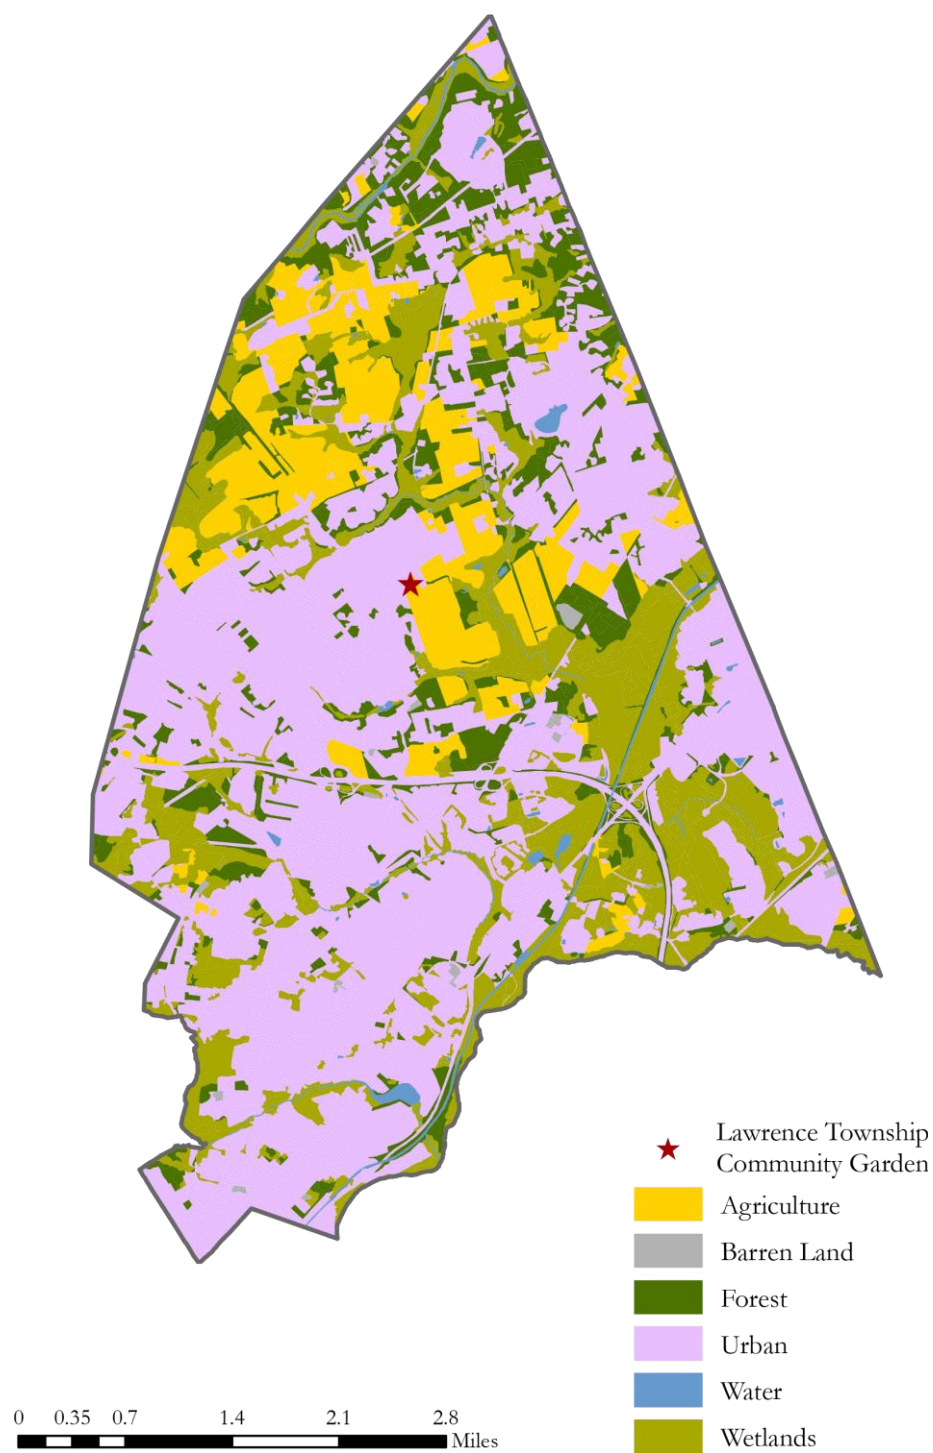 Lawrence Township
Community Garden
Agriculture
Barren Land
Forest
Urban
Water
Wetlands
0 0.35 0.7 1.4 2.1 2.8
Miles